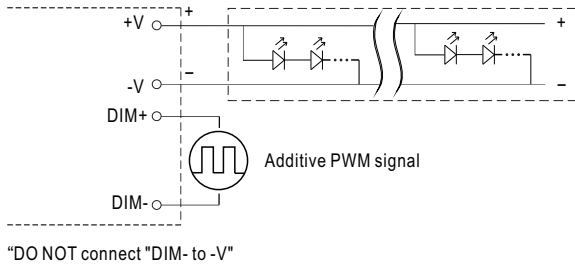 +V + +
-V − −
DIM+
Additive PWM signal
DIM-
“DO NOT connect "DIM- to -V"